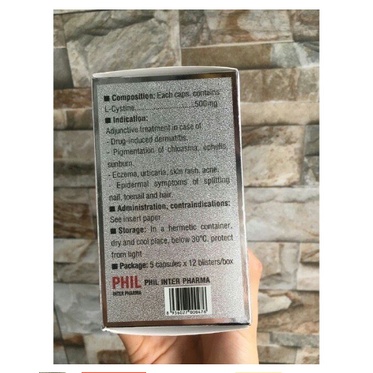 ■ Composition: Each caps. contains
L-Cystine..................500mg
■ Indication:
Adjunctive treatment in case of
- Drug-induced dermatitis.
- Pigmentation of chloasma, ephelis,
sunburn.
- Eczema, urticaria, skin rash, acne.
- Epidermal symptoms of splitting
nail, toenail and hair.
■ Administration, contraindications:
See insert paper
■ Storage: In a hermetic container,
dry and cool place, below 30°C, protect
from light
■ Package: 5 capsules x 12 blisters/box
PHIL PHIL INTER PHARMA
INTER PHARMA